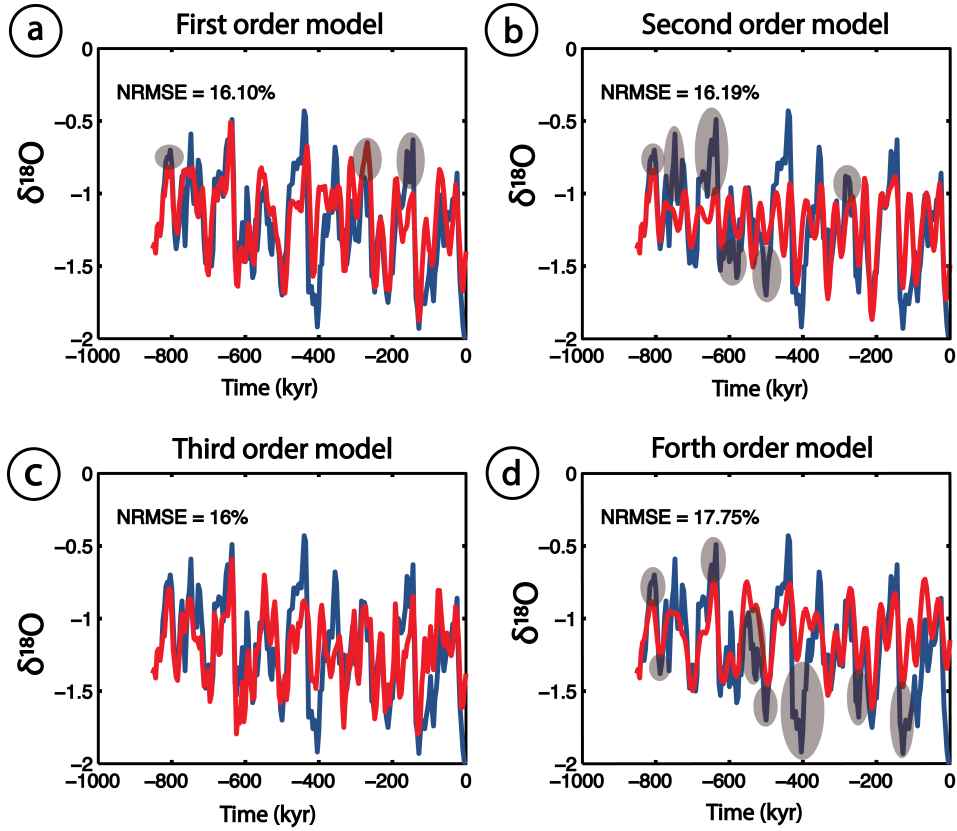 a
First order model
NRMSE = 16.10%
δ18O
0
−0.5
−1
−1.5
−2
−1000
−800
−600
−400
−200
0
Time (kyr)
b
Second order model
NRMSE = 16.19%
δ18O
0
−0.5
−1
−1.5
−2
−1000
−800
−600
−400
−200
0
Time (kyr)
c
Third order model
NRMSE = 16%
δ18O
0
−0.5
−1
−1.5
−2
−1000
−800
−600
−400
−200
0
Time (kyr)
d
Forth order model
NRMSE = 17.75%
δ18O
0
−0.5
−1
−1.5
−2
−1000
−800
−600
−400
−200
0
Time (kyr)